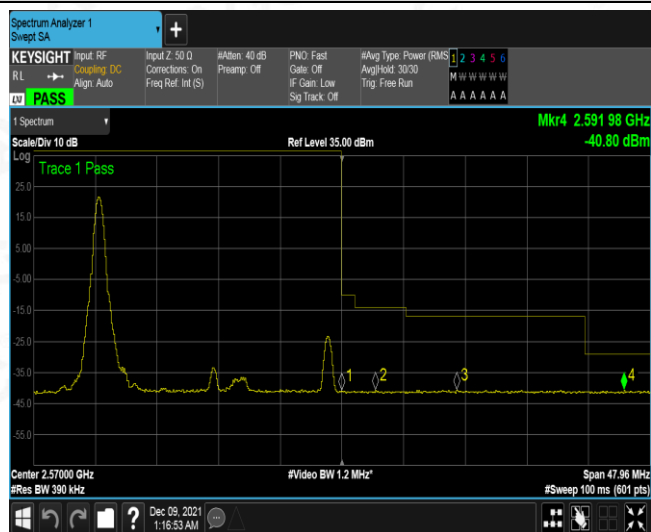 Spectrum Analyzer 1
Swept SA
KEYSIGHT Input: RF Input Z: 50 Ω #Atten: 40 dB PNO: Fast #Avg Type: Power (RMS 1 2 3 4 5 6
RL Coupling: DC Corrections: On Preamp: Off Gate: Off Avg|Hold: 30/30 M W W W W W
Align: Auto Freq Ref: Int (S) IF Gain: Low Trig: Free Run
LXI PASS Sig Track: Off A A A A A A
1 Spectrum Mkr4 2.591 98 GHz
Scale/Div 10 dB Ref Level 35.00 dBm -40.80 dBm
Log
Trace 1 Pass
25.0
15.0
5.00
-5.00
-15.0
-25.0
-35.0
1 2 3 4
-45.0
-55.0
Center 2.57000 GHz #Video BW 1.2 MHz* Span 47.96 MHz
#Res BW 390 kHz #Sweep 100 ms (601 pts)
? Dec 09, 2021
1:16:53 AM